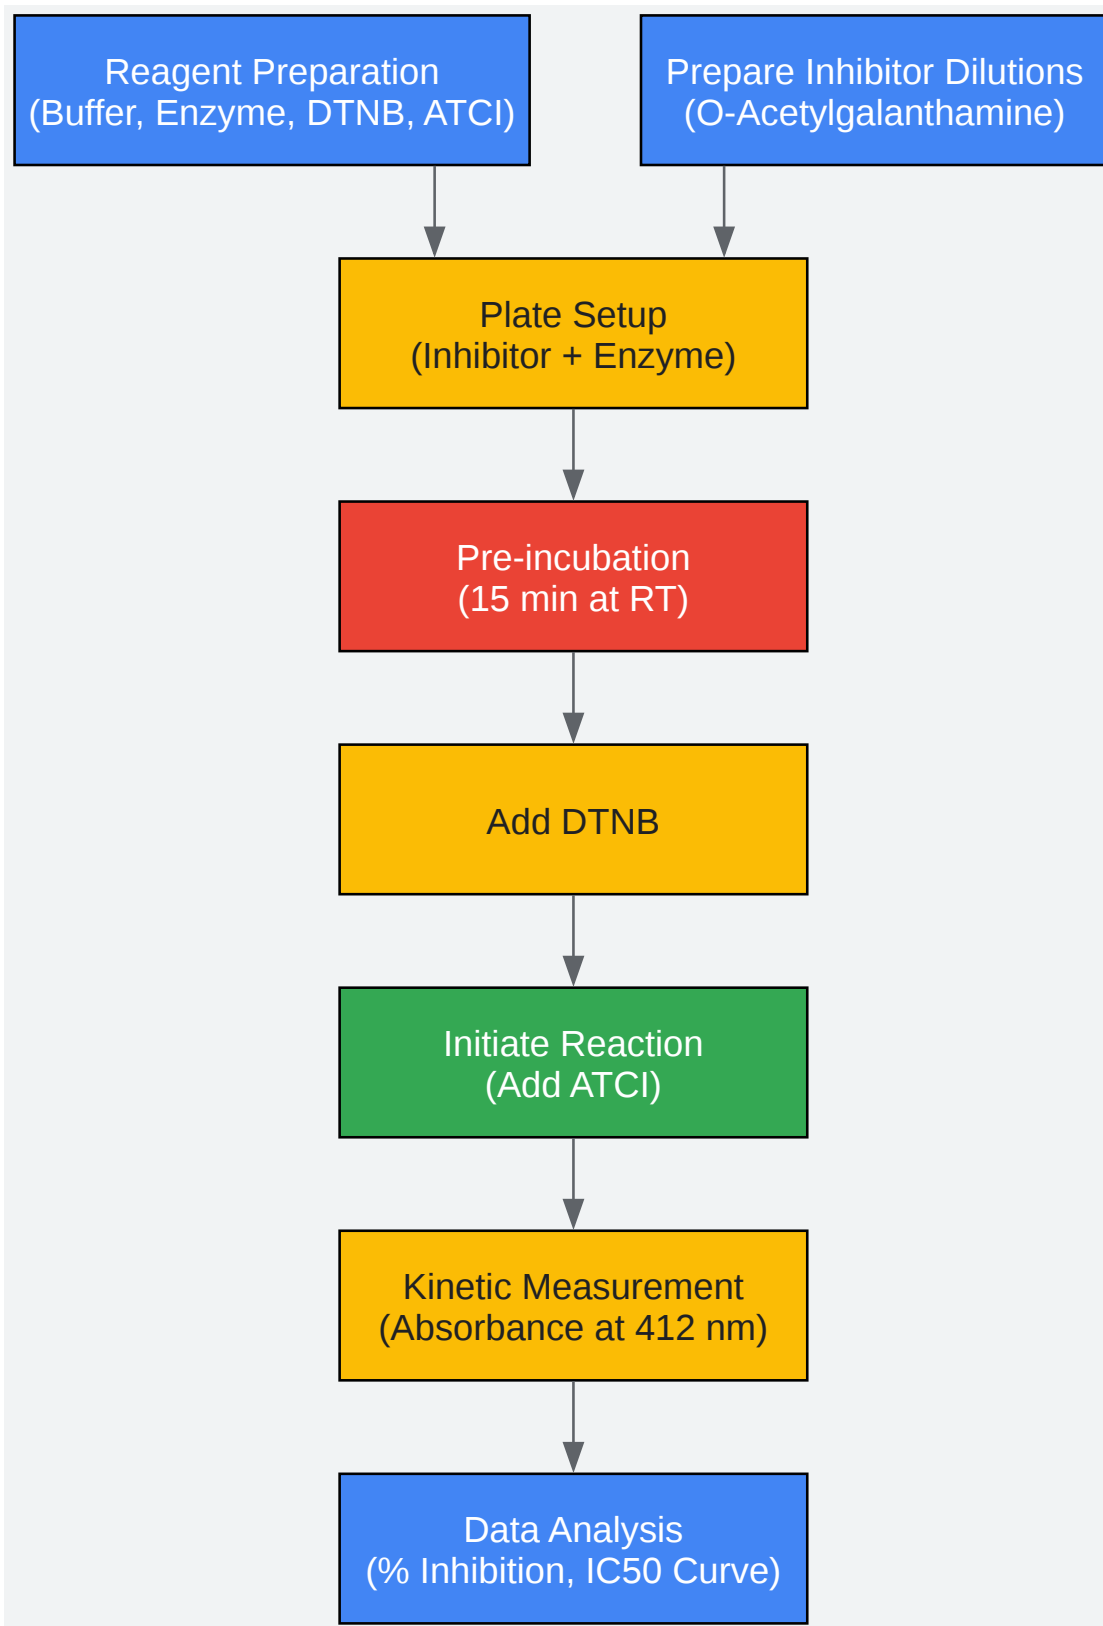 Reagent Preparation
(Buffer, Enzyme, DTNB, ATCI)
Prepare Inhibitor Dilutions
(O-Acetylgalanthamine)
Plate Setup
(Inhibitor + Enzyme)
Pre-incubation
(15 min at RT)
Add DTNB
Initiate Reaction
(Add ATCI)
Kinetic Measurement
(Absorbance at 412 nm)
Data Analysis
(% Inhibition, IC50 Curve)